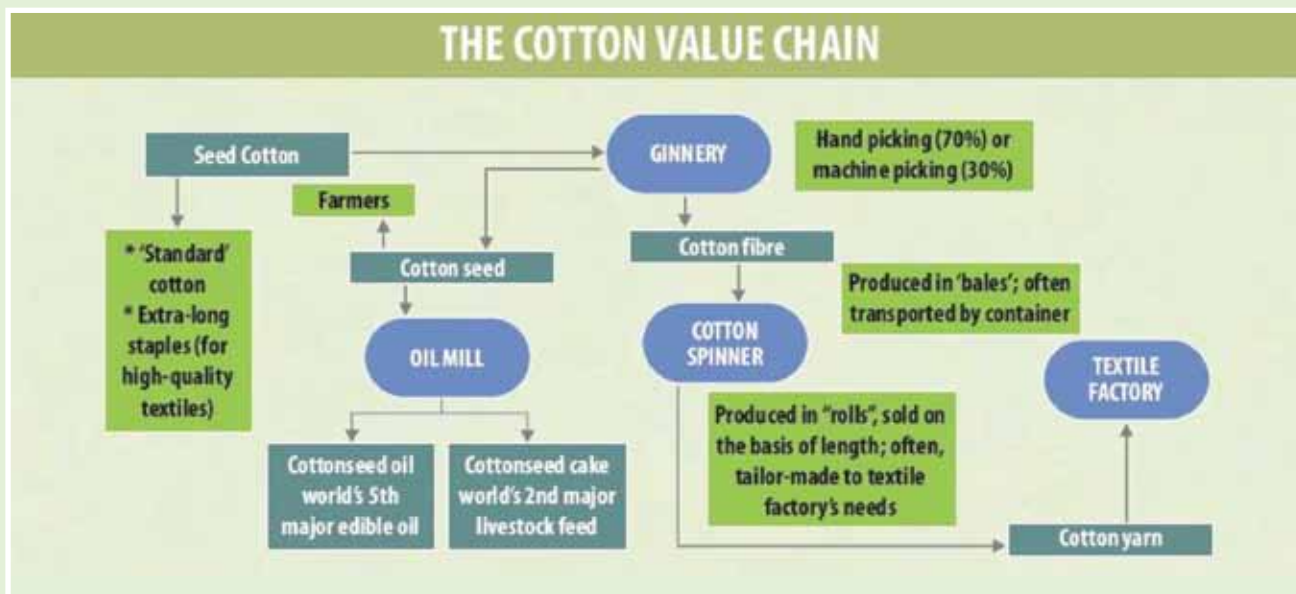 THE COTTON VALUE CHAIN
Seed Cotton
GINNERY
Hand picking (70%) or
machine picking (30%)
Farmers
* ‘Standard’
cotton
* Extra-long
staples (for
high-quality
textiles)
Cotton seed
Cotton fibre
Produced in ‘bales’; often
transported by container
OIL MILL
COTTON
SPINNER
TEXTILE
FACTORY
Produced in “rolls”, sold on
the basis of length; often,
tailor-made to textile
factory’s needs
Cottonseed oil
world’s 5th
major edible oil
Cottonseed cake
world’s 2nd major
livestock feed
Cotton yarn